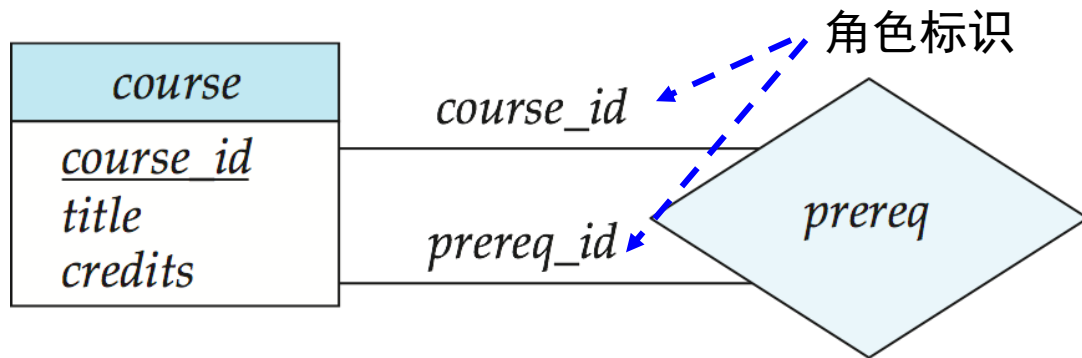 角色标识
course
course_id
course_id
title
prereq
prereq_id
credits